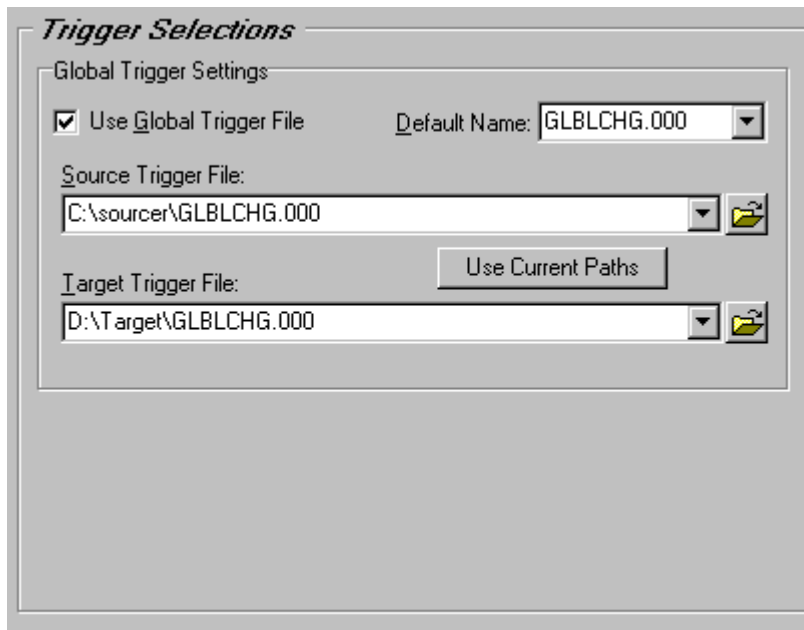 Trigger Selections
Global Trigger Settings
Use Global Trigger File Default Name: GLBLCHG.000
Source Trigger File:
C:\sourcer\GLBLCHG.000
Use Current Paths
Target Trigger File:
D:\Target\GLBLCHG.000